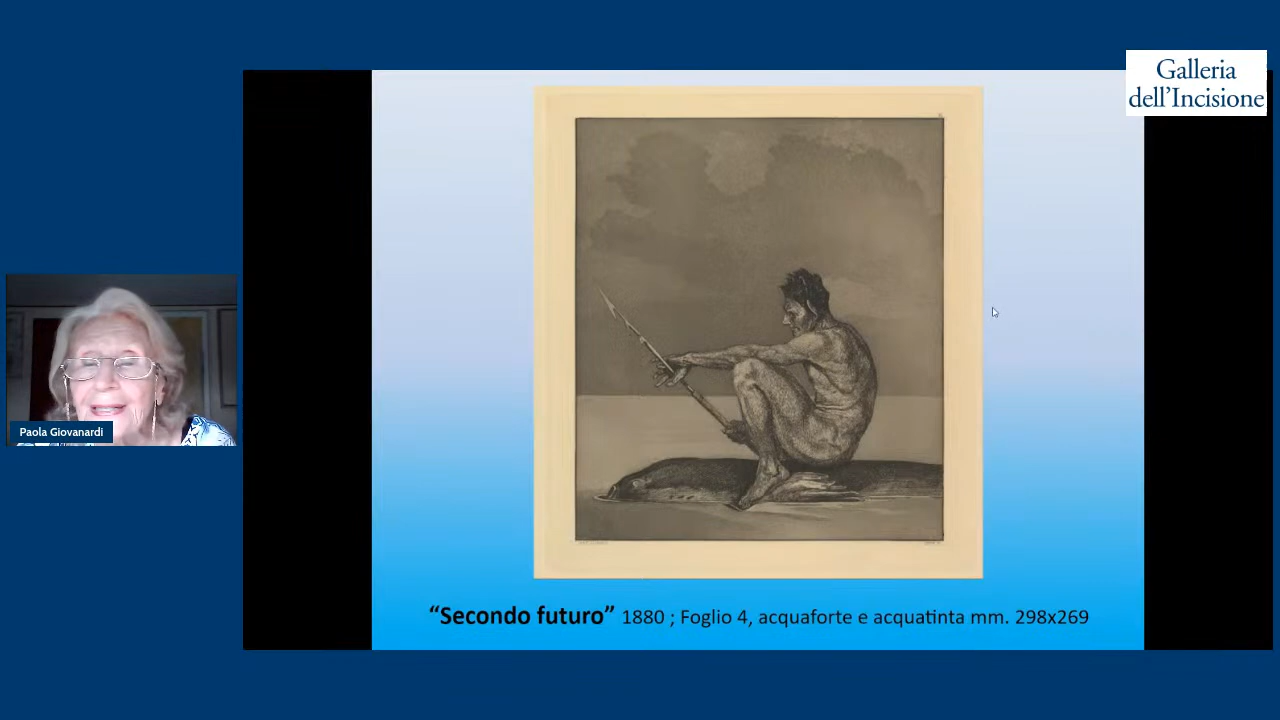 Galleria
dell’Incisione
Paola Giovanardi
“Secondo futuro” 1880 ; Foglio 4, acquaforte e acquatinta mm. 298x269